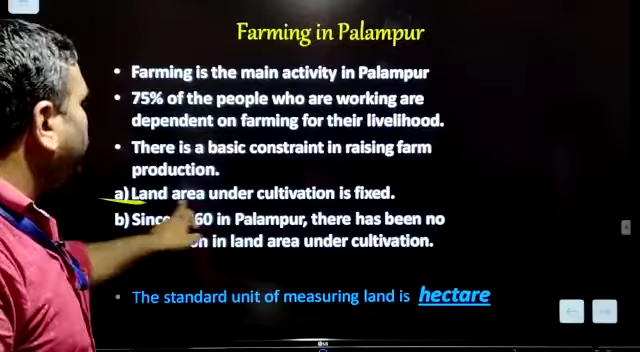 Farming in Palampur
• Farming is the main activity in Palampur
• 75% of the people who are working are
dependent on farming for their livelihood.
• There is a basic constraint in raising farm
production.
a) Land area under cultivation is fixed.
b) Since 60 in Palampur, there has been no
in land area under cultivation.
• The standard unit of measuring land is hectare